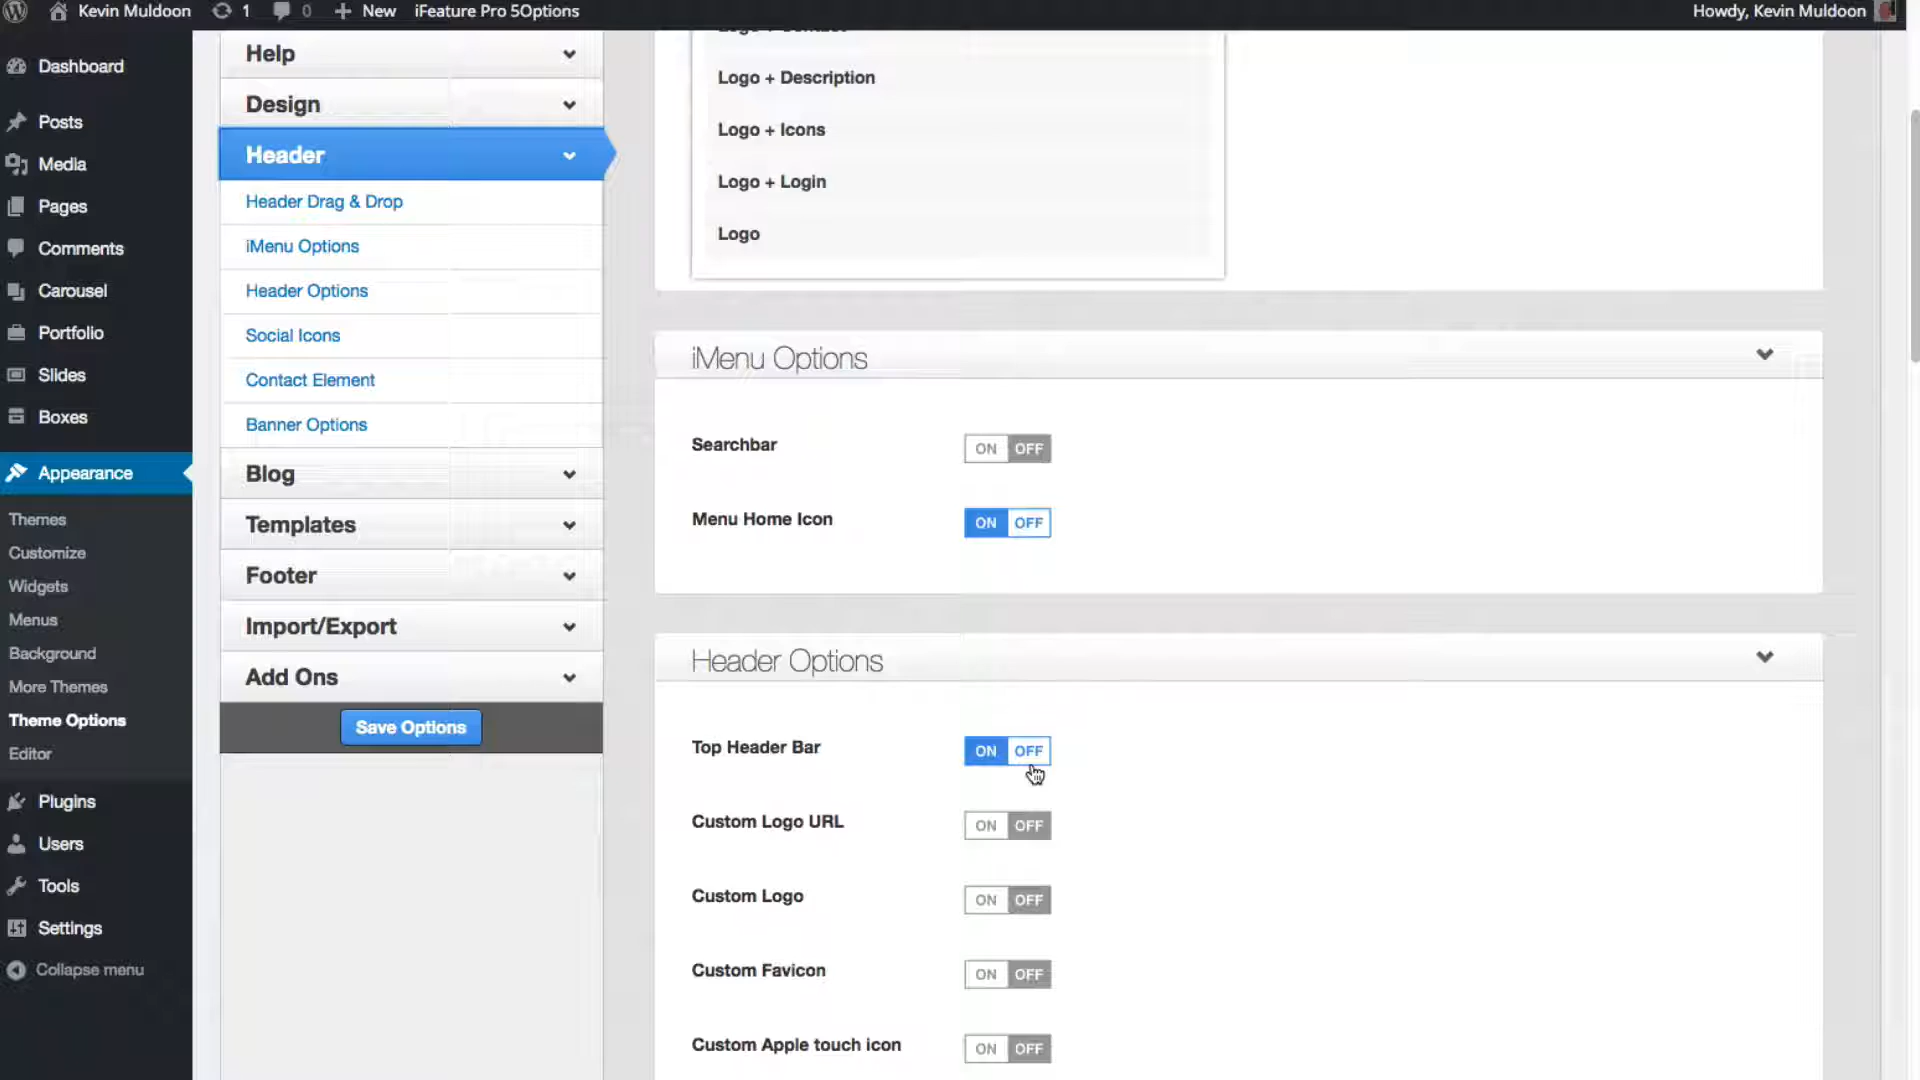 Kevin Muldoon 1 0 New iFeature Pro 5Options Howdy, Kevin Muldoon
Dashboard
Posts
Media
Pages
Comments
Carousel
Portfolio
Slides
Boxes
Appearance
Themes
Customize
Widgets
Menus
Background
More Themes
Theme Options
Editor
Plugins
Users
Tools
Settings
Collapse menu
Help
Design
Header
Header Drag & Drop
iMenu Options
Header Options
Social Icons
Contact Element
Banner Options
Blog
Templates
Footer
Import/Export
Add Ons
Save Options
Logo + Description
Logo + Icons
Logo + Login
Logo
iMenu Options
Searchbar ON OFF
Menu Home Icon ON OFF
Header Options
Top Header Bar ON OFF
Custom Logo URL ON OFF
Custom Logo ON OFF
Custom Favicon ON OFF
Custom Apple touch icon ON OFF